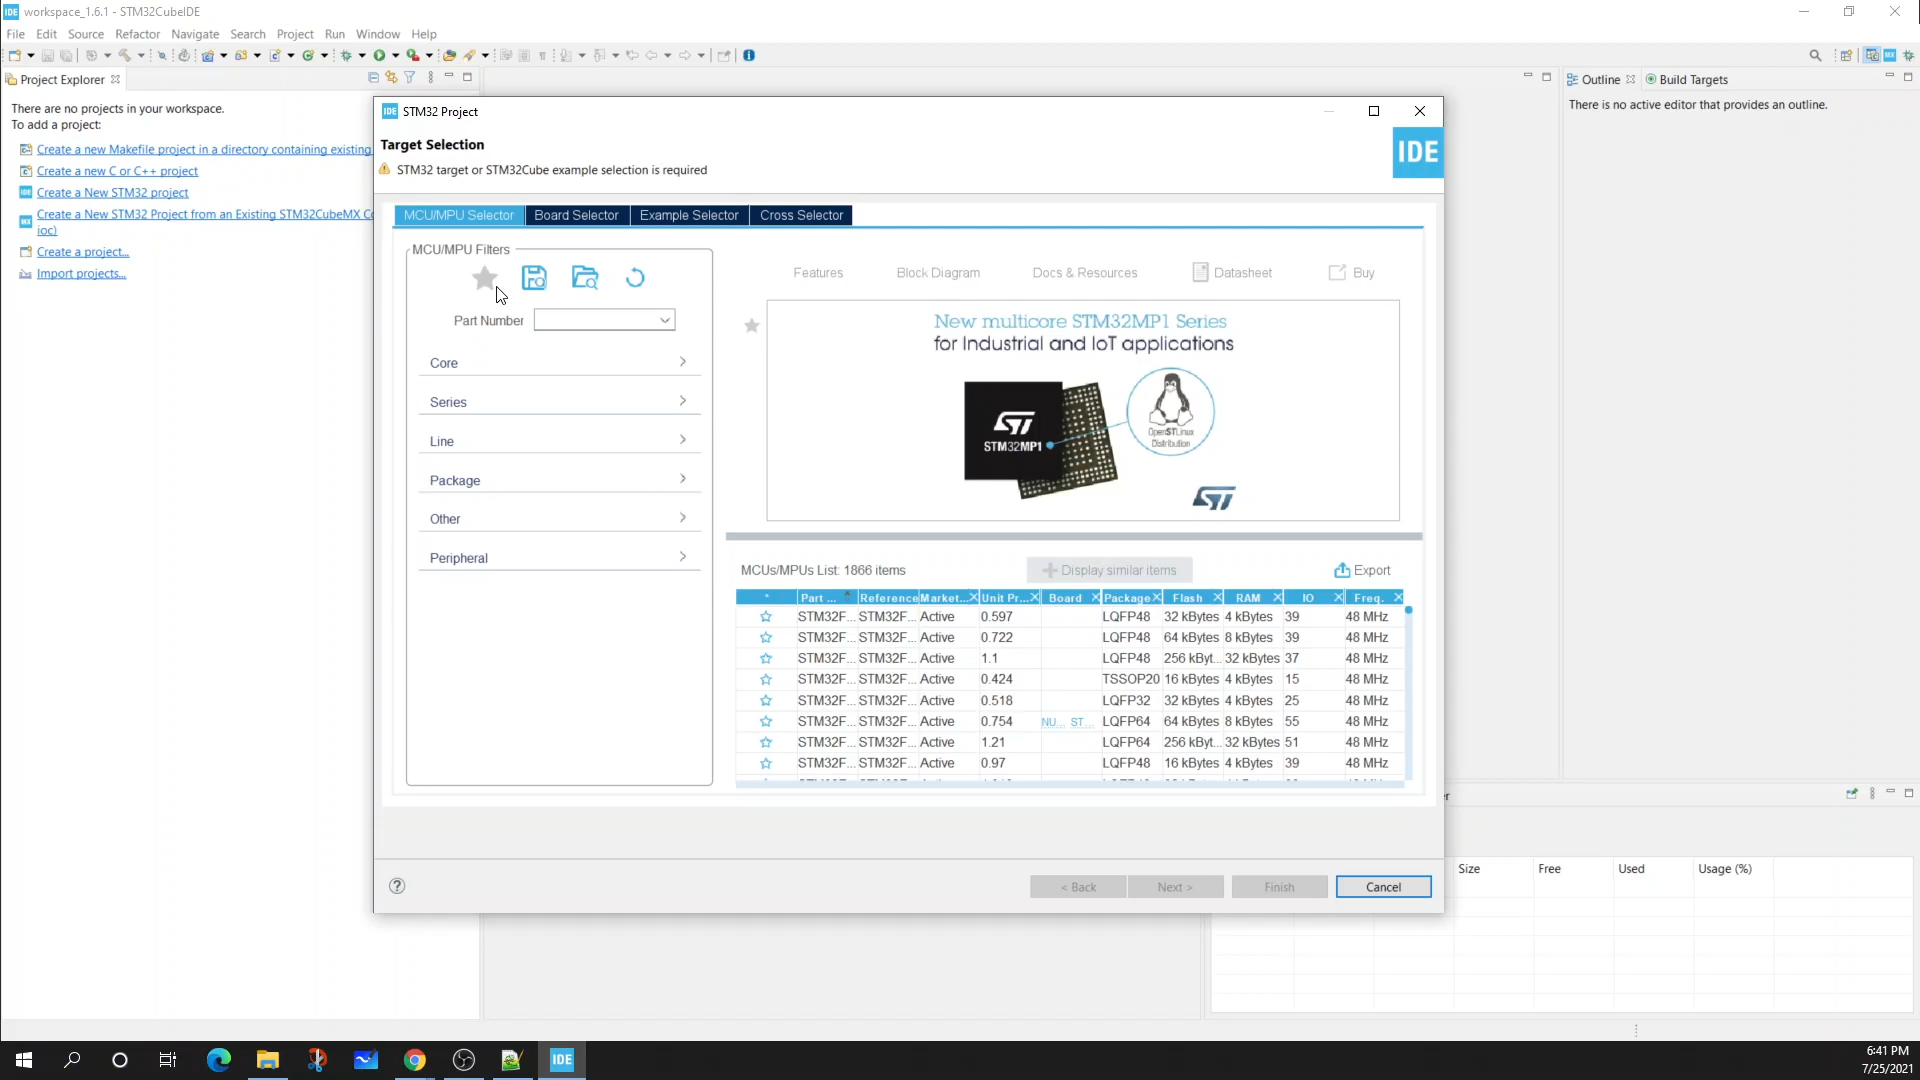 IDE workspace_1.6.1 - STM32CubeIDE
File Edit Source Refactor Navigate Search Project Run Window Help
Project Explorer
There are no projects in your workspace.
To add a project:
Create a new Makefile project in a directory containing existing
Create a new C or C++ project
IDE Create a New STM32 project
MX Create a New STM32 Project from an Existing STM32CubeMX Co
ioc)
Create a project...
Import projects...
IDE STM32 Project
Target Selection
STM32 target or STM32Cube example selection is required
IDE
MCU/MPU Selector Board Selector Example Selector Cross Selector
MCU/MPU Filters
Part Number
Core
Series
Line
Package
Other
Peripheral
Features Block Diagram Docs & Resources Datasheet Buy
New multicore STM32MP1 Series
for Industrial and IoT applications
STM32MP1
OpenSTLinux
Distribution
MCUs/MPUs List: 1866 items
Display similar items
Export
* Part ... Reference Market... Unit Pr... Board Package Flash RAM IO Freq.
STM32F... STM32F... Active 0.597 LQFP48 32 kBytes 4 kBytes 39 48 MHz
STM32F... STM32F... Active 0.722 LQFP48 64 kBytes 8 kBytes 39 48 MHz
STM32F... STM32F... Active 1.1 LQFP48 256 kByt... 32 kBytes 37 48 MHz
STM32F... STM32F... Active 0.424 TSSOP20 16 kBytes 4 kBytes 15 48 MHz
STM32F... STM32F... Active 0.518 LQFP32 32 kBytes 4 kBytes 25 48 MHz
STM32F... STM32F... Active 0.754 NU... ST... LQFP64 64 kBytes 8 kBytes 55 48 MHz
STM32F... STM32F... Active 1.21 LQFP64 256 kByt... 32 kBytes 51 48 MHz
STM32F... STM32F... Active 0.97 LQFP48 16 kBytes 4 kBytes 39 48 MHz
< Back Next > Finish Cancel
Outline Build Targets
There is no active editor that provides an outline.
er
Size Free Used Usage (%)
IDE
6:41 PM
7/25/2021